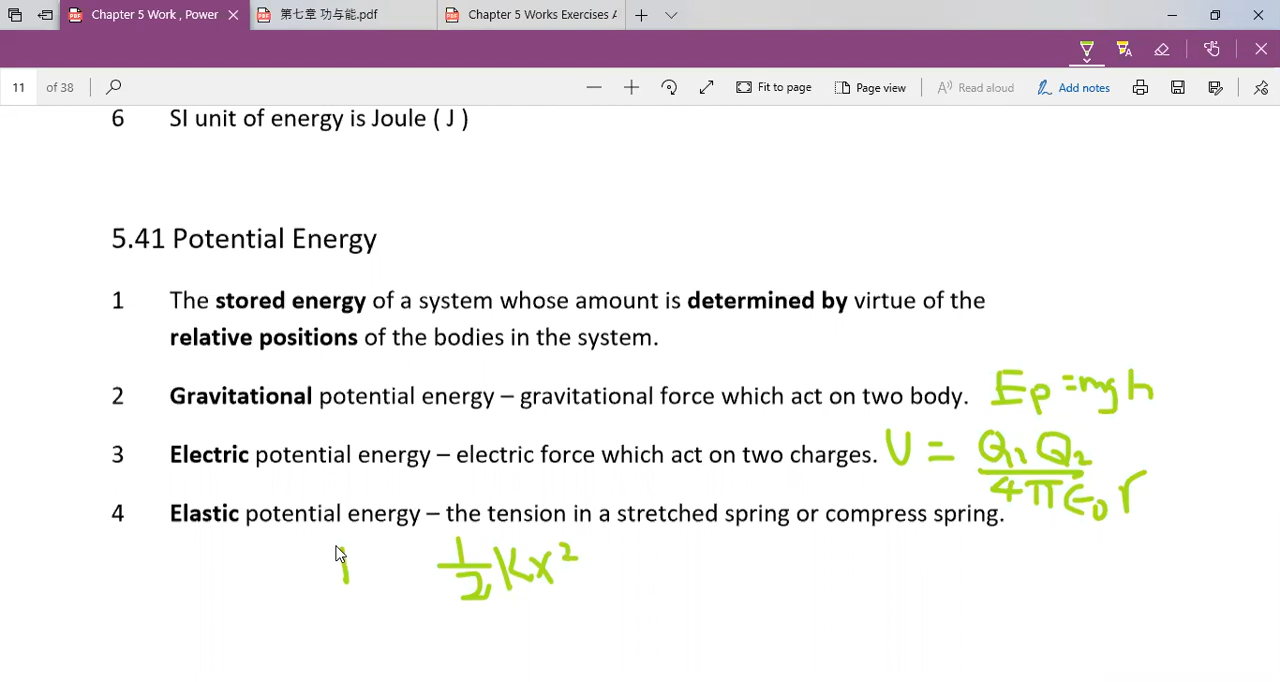 Chapter 5 Work , Power
第七章 功与能.pdf
Chapter 5 Works Exercises A
11 of 38
Fit to page
Page view
Read aloud
Add notes
6 SI unit of energy is Joule ( J )
5.41 Potential Energy
1 The stored energy of a system whose amount is determined by virtue of the
relative positions of the bodies in the system.
2 Gravitational potential energy – gravitational force which act on two body. Ep = mgh
3 Electric potential energy – electric force which act on two charges. U = Q₁Q₂/4πε₀r
4 Elastic potential energy – the tension in a stretched spring or compress spring.
1/2 kx²